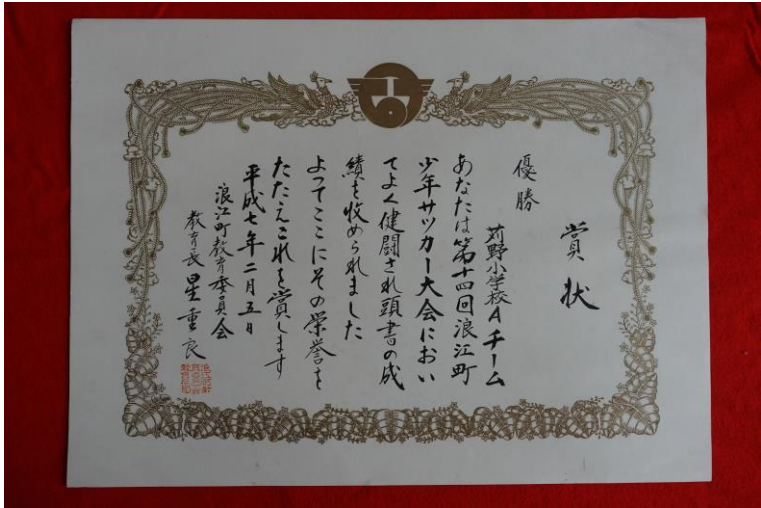 賞状
優勝
苅野小学校Aチーム
あなたは第十四回浪江町
少年サッカー大会におい
てよく健闘され頭書の成
績を收められました
よってここにその栄誉を
たたえこれを賞します
平成七年二月五日
浪江町教育委員会
教育長 星重良